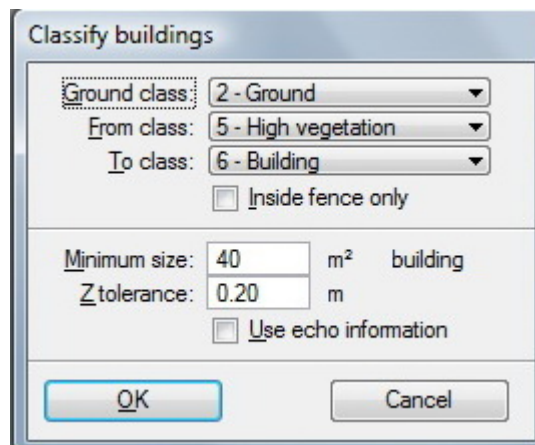 Classify buildings
Ground class: 2 - Ground
From class: 5 - High vegetation
To class: 6 - Building
Inside fence only
Minimum size: 40 m² building
Z tolerance: 0.20 m
Use echo information
OK Cancel